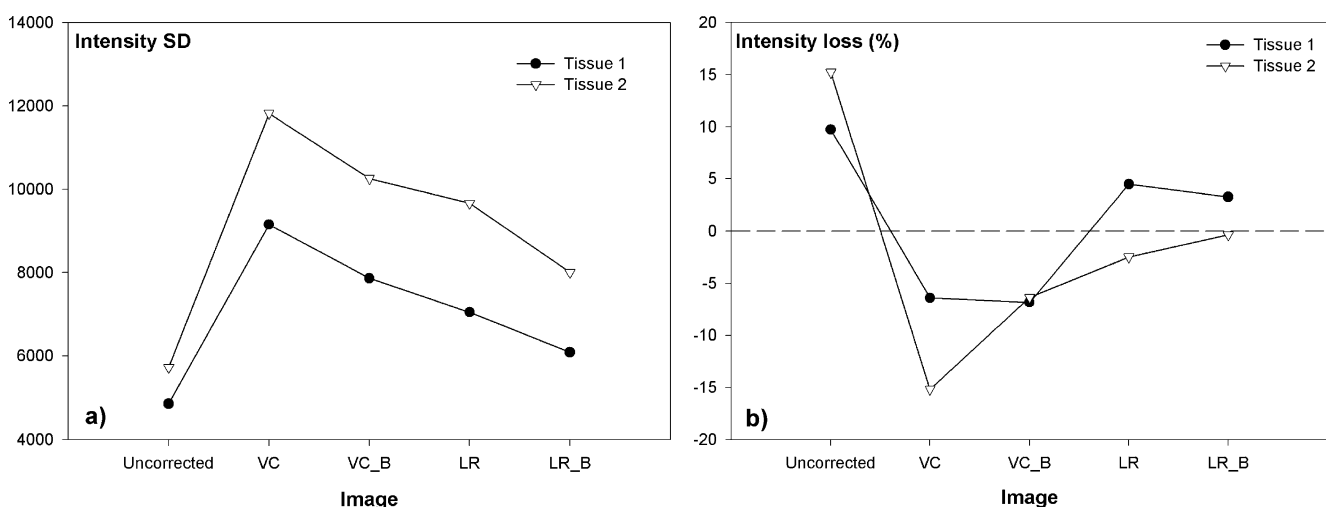 14000
12000
10000
8000
6000
4000
Intensity SD
Tissue 1
Tissue 2
a)
Uncorrected VC VC_B LR LR_B
Image
20
15
10
5
0
-5
-10
-15
-20
Intensity loss (%)
Tissue 1
Tissue 2
b)
Uncorrected VC VC_B LR LR_B
Image